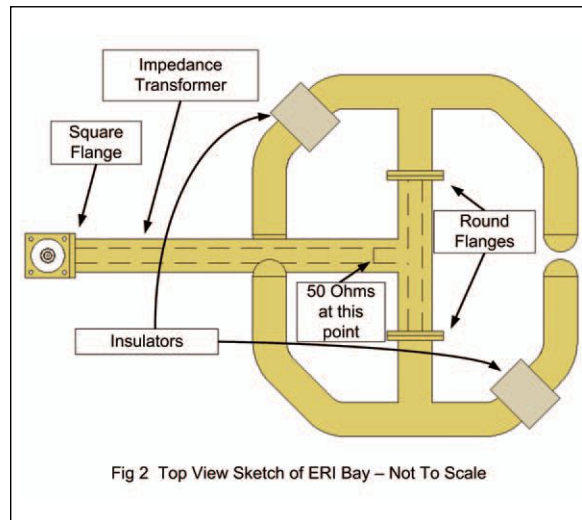 Impedance
Transformer
Square
Flange
Round
Flanges
50 Ohms
at this
point
Insulators
Fig 2 Top View Sketch of ERI Bay – Not To Scale